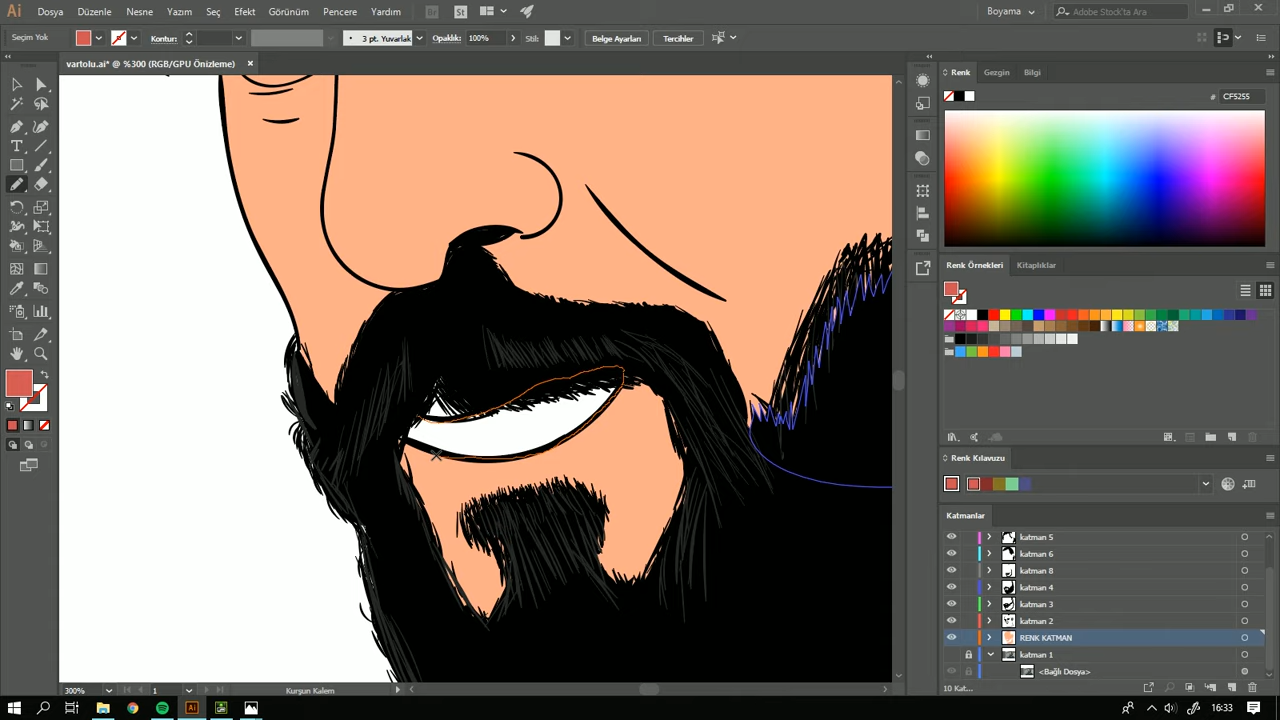 Ai Dosya Düzenle Nesne Yazım Seç Efekt Görünüm Pencere Yardım Br St Boyama Adobe Stock'ta Ara
Seçim Yok Kontur: 3 pt. Yuvarlak Opaklık: 100% Stil: Belge Ayarları Tercihler
vartolu.ai* @ %300 (RGB/GPU Önizleme)
Renk Gezgin Bilgi
# CF5255
Renk Örnekleri Kitaplıklar
Renk Kılavuzu
Katmanlar
katman 5
katman 6
katman 8
katman 4
katman 3
katman 2
RENK KATMAN
katman 1
<Bağlı Dosya>
300% 1 Kurşun Kalem 10 Kat...
16:33